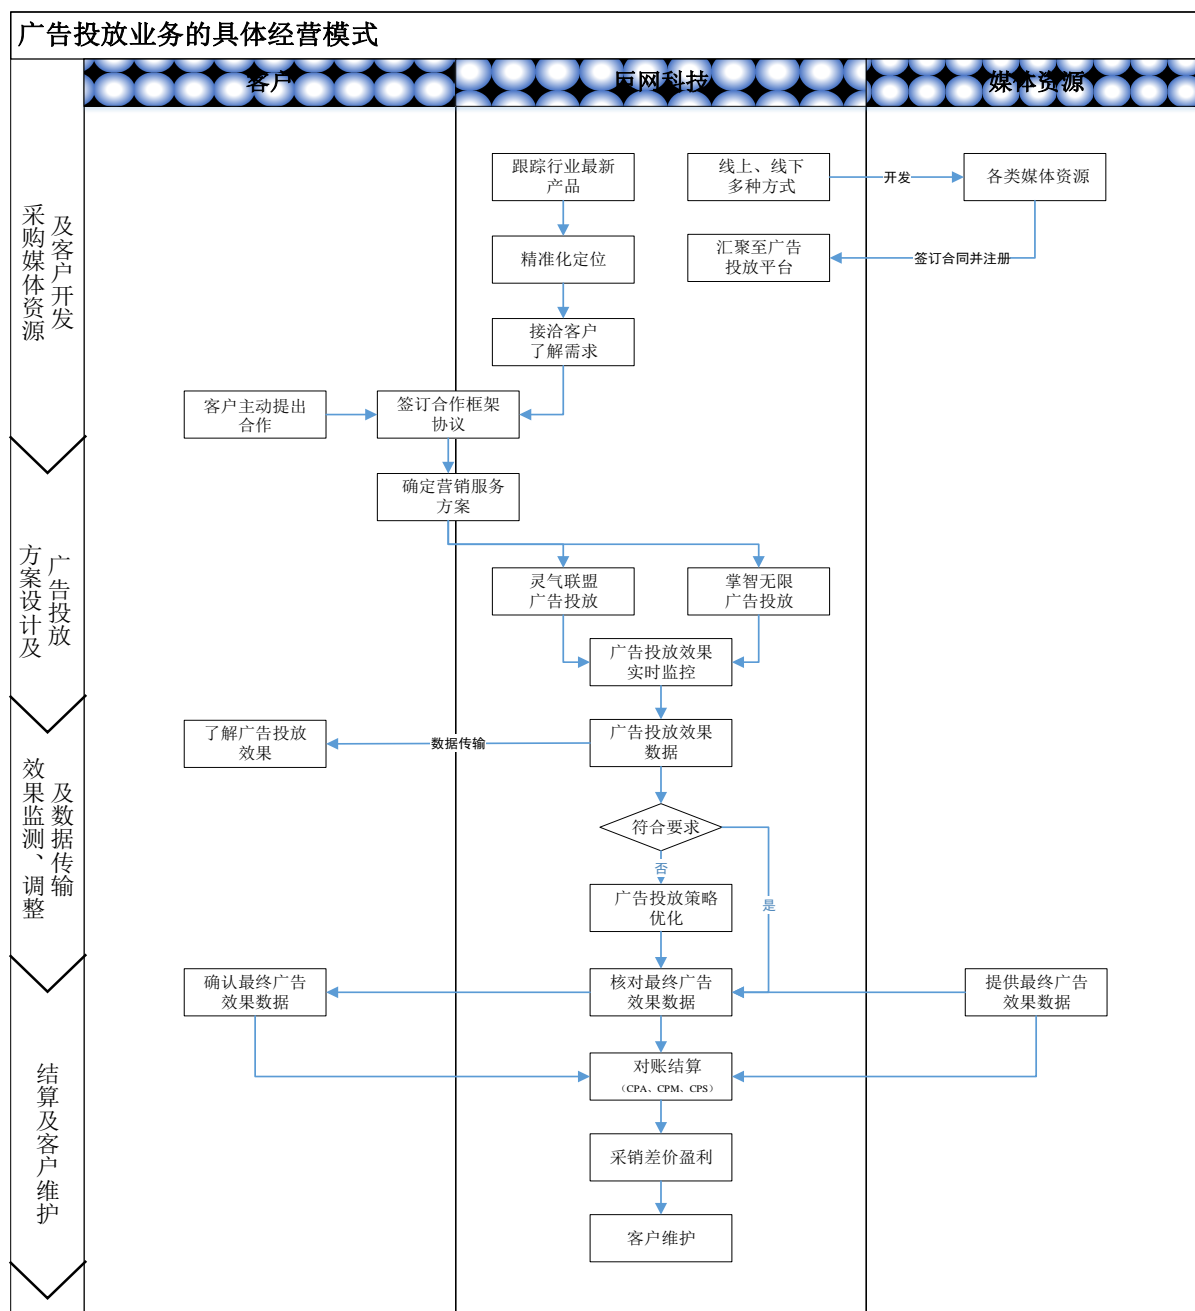 广告投放业务的具体经营模式
客户
巨网科技
媒体资源
采购媒体资源
及客户开发
跟踪行业最新
产品
线上、线下
多种方式
开发
各类媒体资源
精准化定位
汇聚至广告
投放平台
签订合同并注册
接洽客户
了解需求
客户主动提出
合作
签订合作框架
协议
方案设计及
广告投放
确定营销服务
方案
灵气联盟
广告投放
掌智无限
广告投放
广告投放效果
实时监控
效果监测、调整
及数据传输
了解广告投放
效果
数据传输
广告投放效果
数据
符合要求
否
是
广告投放策略
优化
结算及客户维护
确认最终广告
效果数据
核对最终广告
效果数据
提供最终广告
效果数据
对账结算
（CPA、CPM、CPS）
采销差价盈利
客户维护